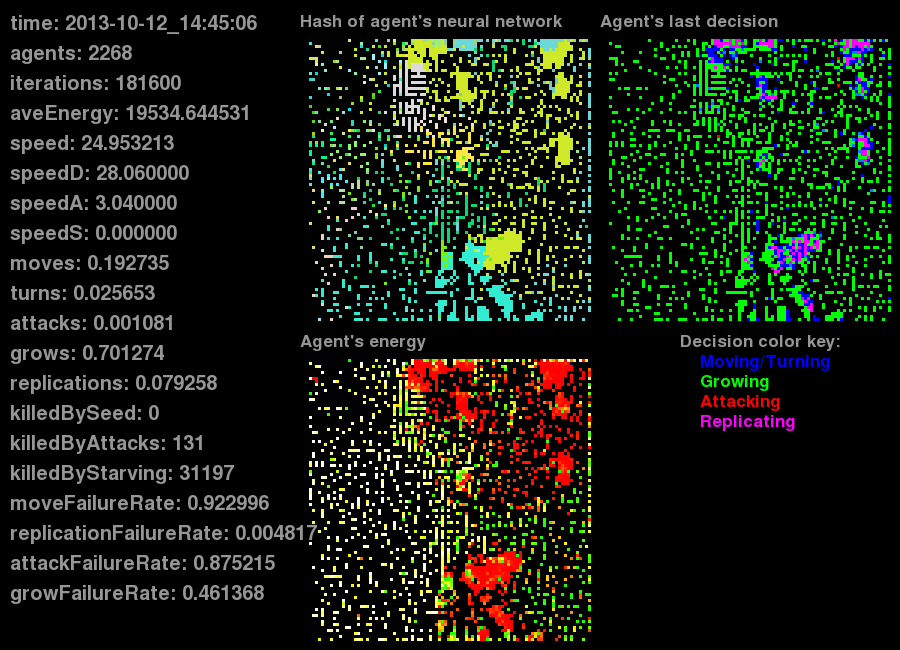 time: 2013-10-12_14:45:06
agents: 2268
iterations: 181600
aveEnergy: 19534.644531
speed: 24.953213
speedD: 28.060000
speedA: 3.040000
speedS: 0.000000
moves: 0.192735
turns: 0.025653
attacks: 0.001081
grows: 0.701274
replications: 0.079258
killedBySeed: 0
killedByAttacks: 131
killedByStarving: 31197
moveFailureRate: 0.922996
replicationFailureRate: 0.004817
attackFailureRate: 0.875215
growFailureRate: 0.461368
Hash of agent's neural network
Agent's last decision
Agent's energy
Decision color key:
Moving/Turning
Growing
Attacking
Replicating